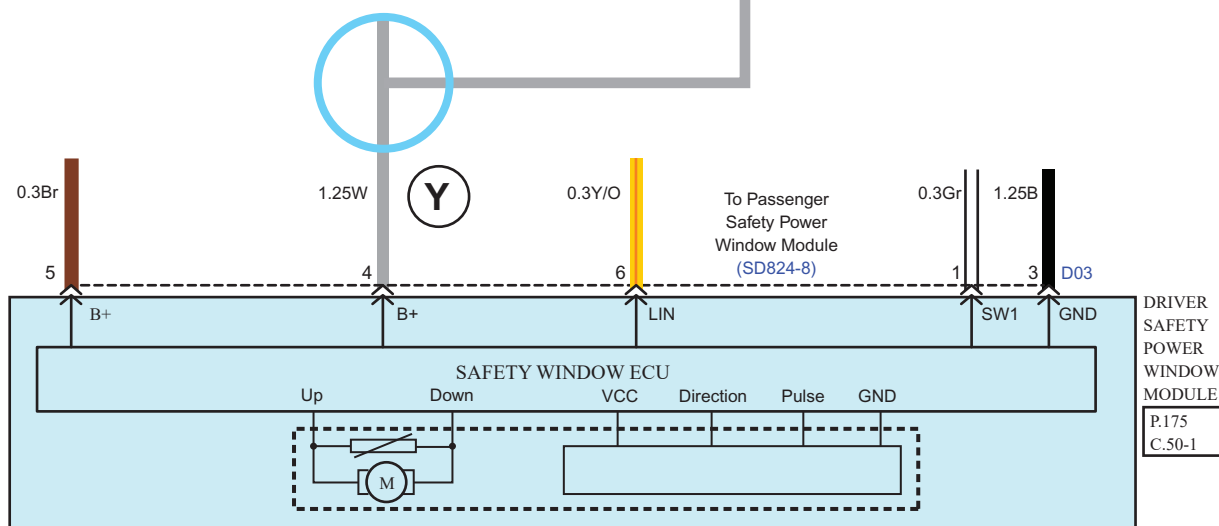 0.3Br
1.25W
Y
0.3Y/O
To Passenger
Safety Power
Window Module
(SD824-8)
0.3Gr
1.25B
5
4
6
1
3
D03
B+
B+
LIN
SW1
GND
DRIVER
SAFETY
POWER
WINDOW
MODULE
P.175
C.50-1
SAFETY WINDOW ECU
Up
Down
VCC
Direction
Pulse
GND
M